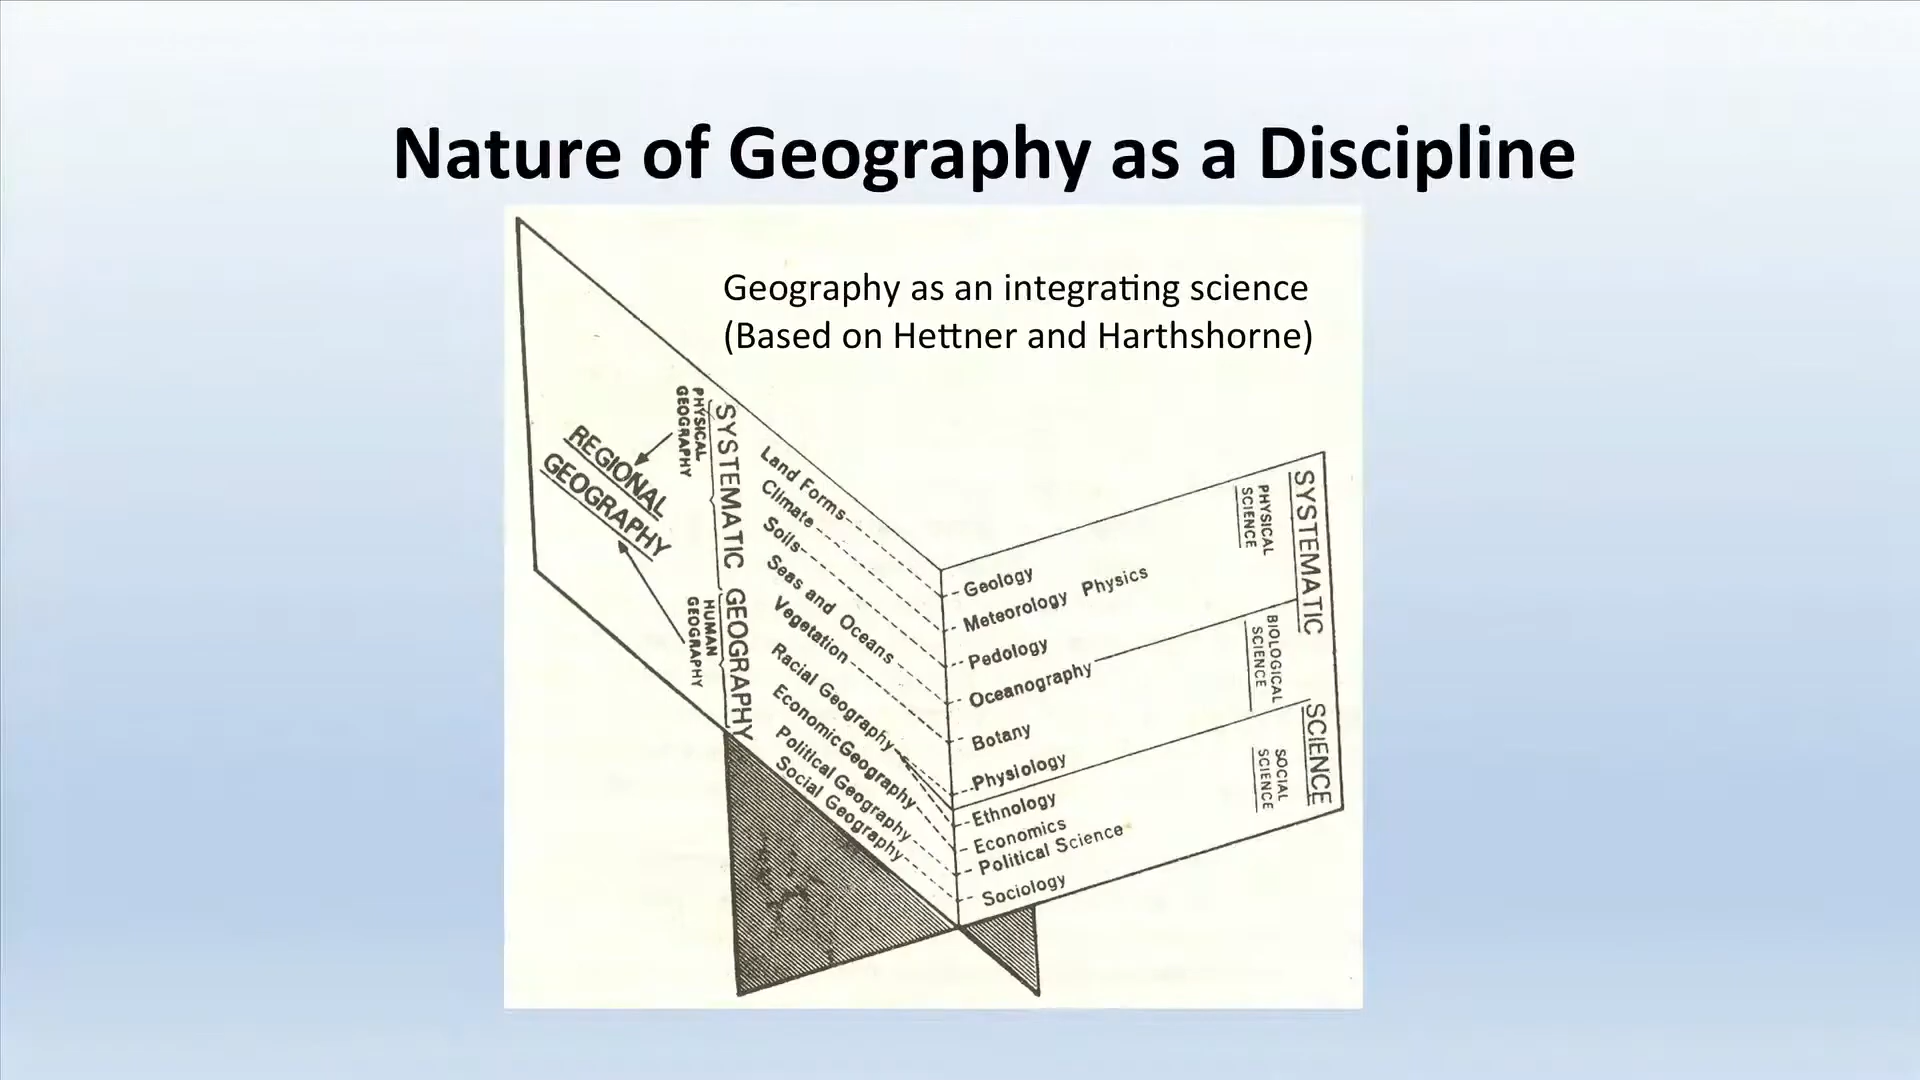 Nature of Geography as a Discipline
Geography as an integrating science
(Based on Hettner and Harthshorne)
REGIONAL
GEOGRAPHY
PHYSICAL
GEOGRAPHY
HUMAN
GEOGRAPHY
SYSTEMATIC GEOGRAPHY
Land Forms
Climate
Soils
Seas and Oceans
Vegetation
Racial Geography
Economic Geography
Political Geography
Social Geography
Geology
Meteorology Physics
Pedology
Oceanography
Botany
Physiology
Ethnology
Economics
Political Science
Sociology
PHYSICAL
SCIENCE
BIOLOGICAL
SCIENCE
SOCIAL
SCIENCE
SYSTEMATIC SCIENCE